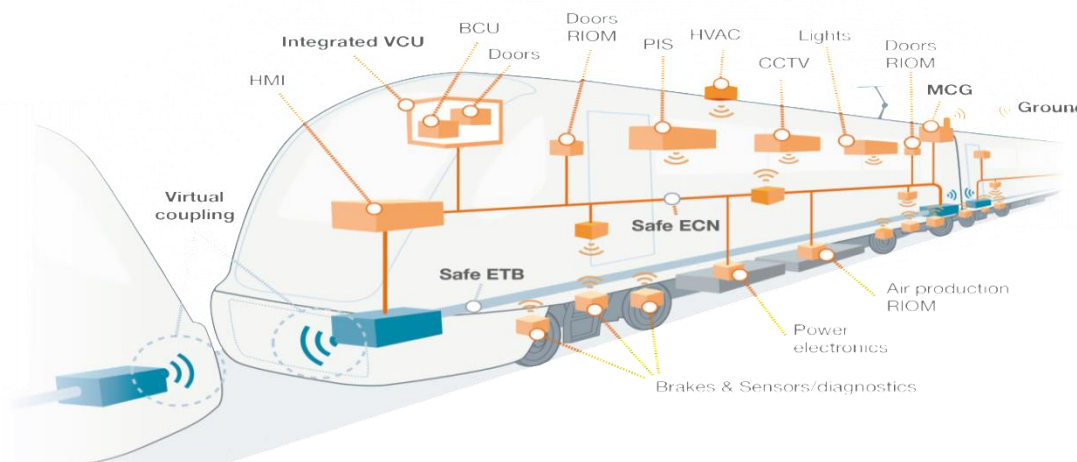 Integrated VCU
BCU
Doors
HMI
Doors
RIOM
PIS
HVAC
CCTV
Lights
Doors
RIOM
MCG
Ground
Virtual
coupling
Safe ECN
Safe ETB
Air production
RIOM
Power
electronics
Brakes & Sensors/diagnostics